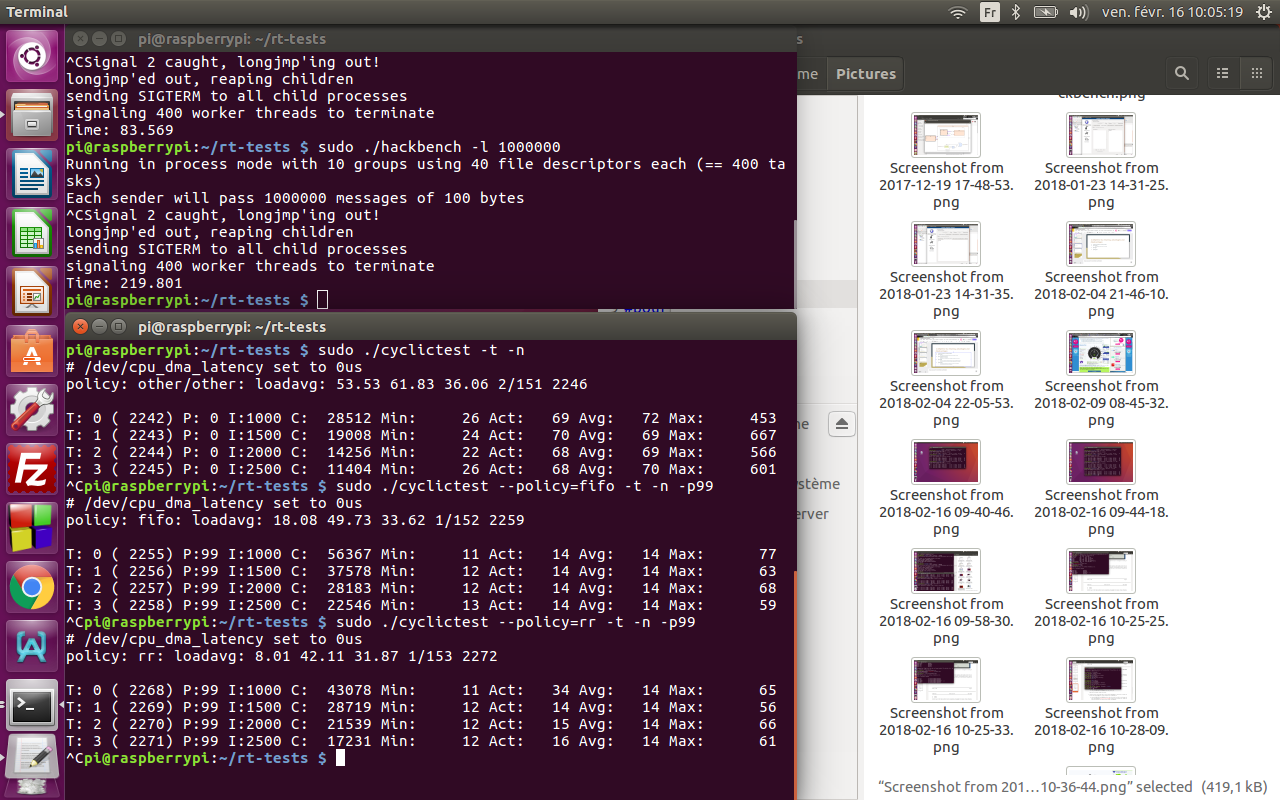 Terminal
Fr
ven. févr. 16 10:05:19
pi@raspberrypi: ~/rt-tests
^CSignal 2 caught, longjmp'ing out!
longjmp'ed out, reaping children
sending SIGTERM to all child processes
signaling 400 worker threads to terminate
Time: 83.569
pi@raspberrypi:~/rt-tests $ sudo ./hackbench -l 1000000
Running in process mode with 10 groups using 40 file descriptors each (== 400 ta
sks)
Each sender will pass 1000000 messages of 100 bytes
^CSignal 2 caught, longjmp'ing out!
longjmp'ed out, reaping children
sending SIGTERM to all child processes
signaling 400 worker threads to terminate
Time: 219.801
pi@raspberrypi:~/rt-tests $
pi@raspberrypi: ~/rt-tests
pi@raspberrypi:~/rt-tests $ sudo ./cyclictest -t -n
# /dev/cpu_dma_latency set to 0us
policy: other/other: loadavg: 53.53 61.83 36.06 2/151 2246
T: 0 ( 2242) P: 0 I:1000 C:  28512 Min:     26 Act:   69 Avg:   72 Max:     453
T: 1 ( 2243) P: 0 I:1500 C:  19008 Min:     24 Act:   70 Avg:   69 Max:     667
T: 2 ( 2244) P: 0 I:2000 C:  14256 Min:     22 Act:   68 Avg:   69 Max:     566
T: 3 ( 2245) P: 0 I:2500 C:  11404 Min:     26 Act:   68 Avg:   70 Max:     601
^Cpi@raspberrypi:~/rt-tests $ sudo ./cyclictest --policy=fifo -t -n -p99
# /dev/cpu_dma_latency set to 0us
policy: fifo: loadavg: 18.08 49.73 33.62 1/152 2259
T: 0 ( 2255) P:99 I:1000 C:  56367 Min:     11 Act:   14 Avg:   14 Max:      77
T: 1 ( 2256) P:99 I:1500 C:  37578 Min:     12 Act:   14 Avg:   14 Max:      63
T: 2 ( 2257) P:99 I:2000 C:  28183 Min:     12 Act:   14 Avg:   14 Max:      68
T: 3 ( 2258) P:99 I:2500 C:  22546 Min:     13 Act:   14 Avg:   14 Max:      59
^Cpi@raspberrypi:~/rt-tests $ sudo ./cyclictest --policy=rr -t -n -p99
# /dev/cpu_dma_latency set to 0us
policy: rr: loadavg: 8.01 42.11 31.87 1/153 2272
T: 0 ( 2268) P:99 I:1000 C:  43078 Min:     11 Act:   34 Avg:   14 Max:      65
T: 1 ( 2269) P:99 I:1500 C:  28719 Min:     12 Act:   14 Avg:   14 Max:      56
T: 2 ( 2270) P:99 I:2000 C:  21539 Min:     12 Act:   15 Avg:   14 Max:      66
T: 3 ( 2271) P:99 I:2500 C:  17231 Min:     12 Act:   16 Avg:   14 Max:      61
^Cpi@raspberrypi:~/rt-tests $
s
me
Pictures
ne
stème
erver
ckbench.png
Screenshot from
2017-12-19 17-48-53.
png
Screenshot from
2018-01-23 14-31-25.
png
Screenshot from
2018-01-23 14-31-35.
png
Screenshot from
2018-02-04 21-46-10.
png
Screenshot from
2018-02-04 22-05-53.
png
Screenshot from
2018-02-09 08-45-32.
png
Screenshot from
2018-02-16 09-40-46.
png
Screenshot from
2018-02-16 09-44-18.
png
Screenshot from
2018-02-16 09-58-30.
png
Screenshot from
2018-02-16 10-25-25.
png
Screenshot from
2018-02-16 10-25-33.
png
Screenshot from
2018-02-16 10-28-09.
png
“Screenshot from 201…10-36-44.png” selected (419,1 kB)